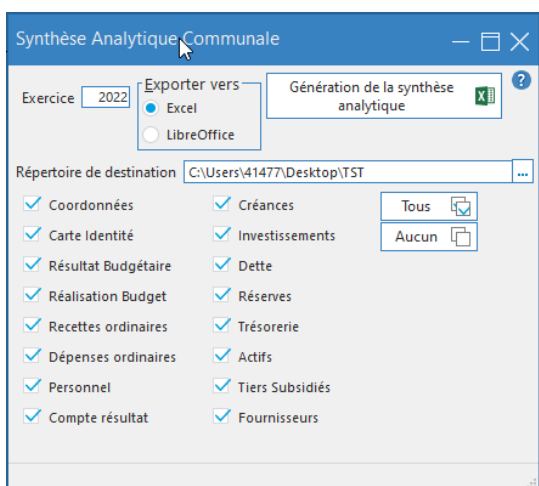 Synthèse Analytique Communale
Exercice 2022
Exporter vers
Excel
LibreOffice
Génération de la synthèse
analytique
?
Répertoire de destination C:\Users\41477\Desktop\TST ...
Coordonnées
Créances
Tous
Carte Identité
Investissements
Aucun
Résultat Budgétaire
Dette
Réalisation Budget
Réserves
Recettes ordinaires
Trésorerie
Dépenses ordinaires
Actifs
Personnel
Tiers Subsidiés
Compte résultat
Fournisseurs